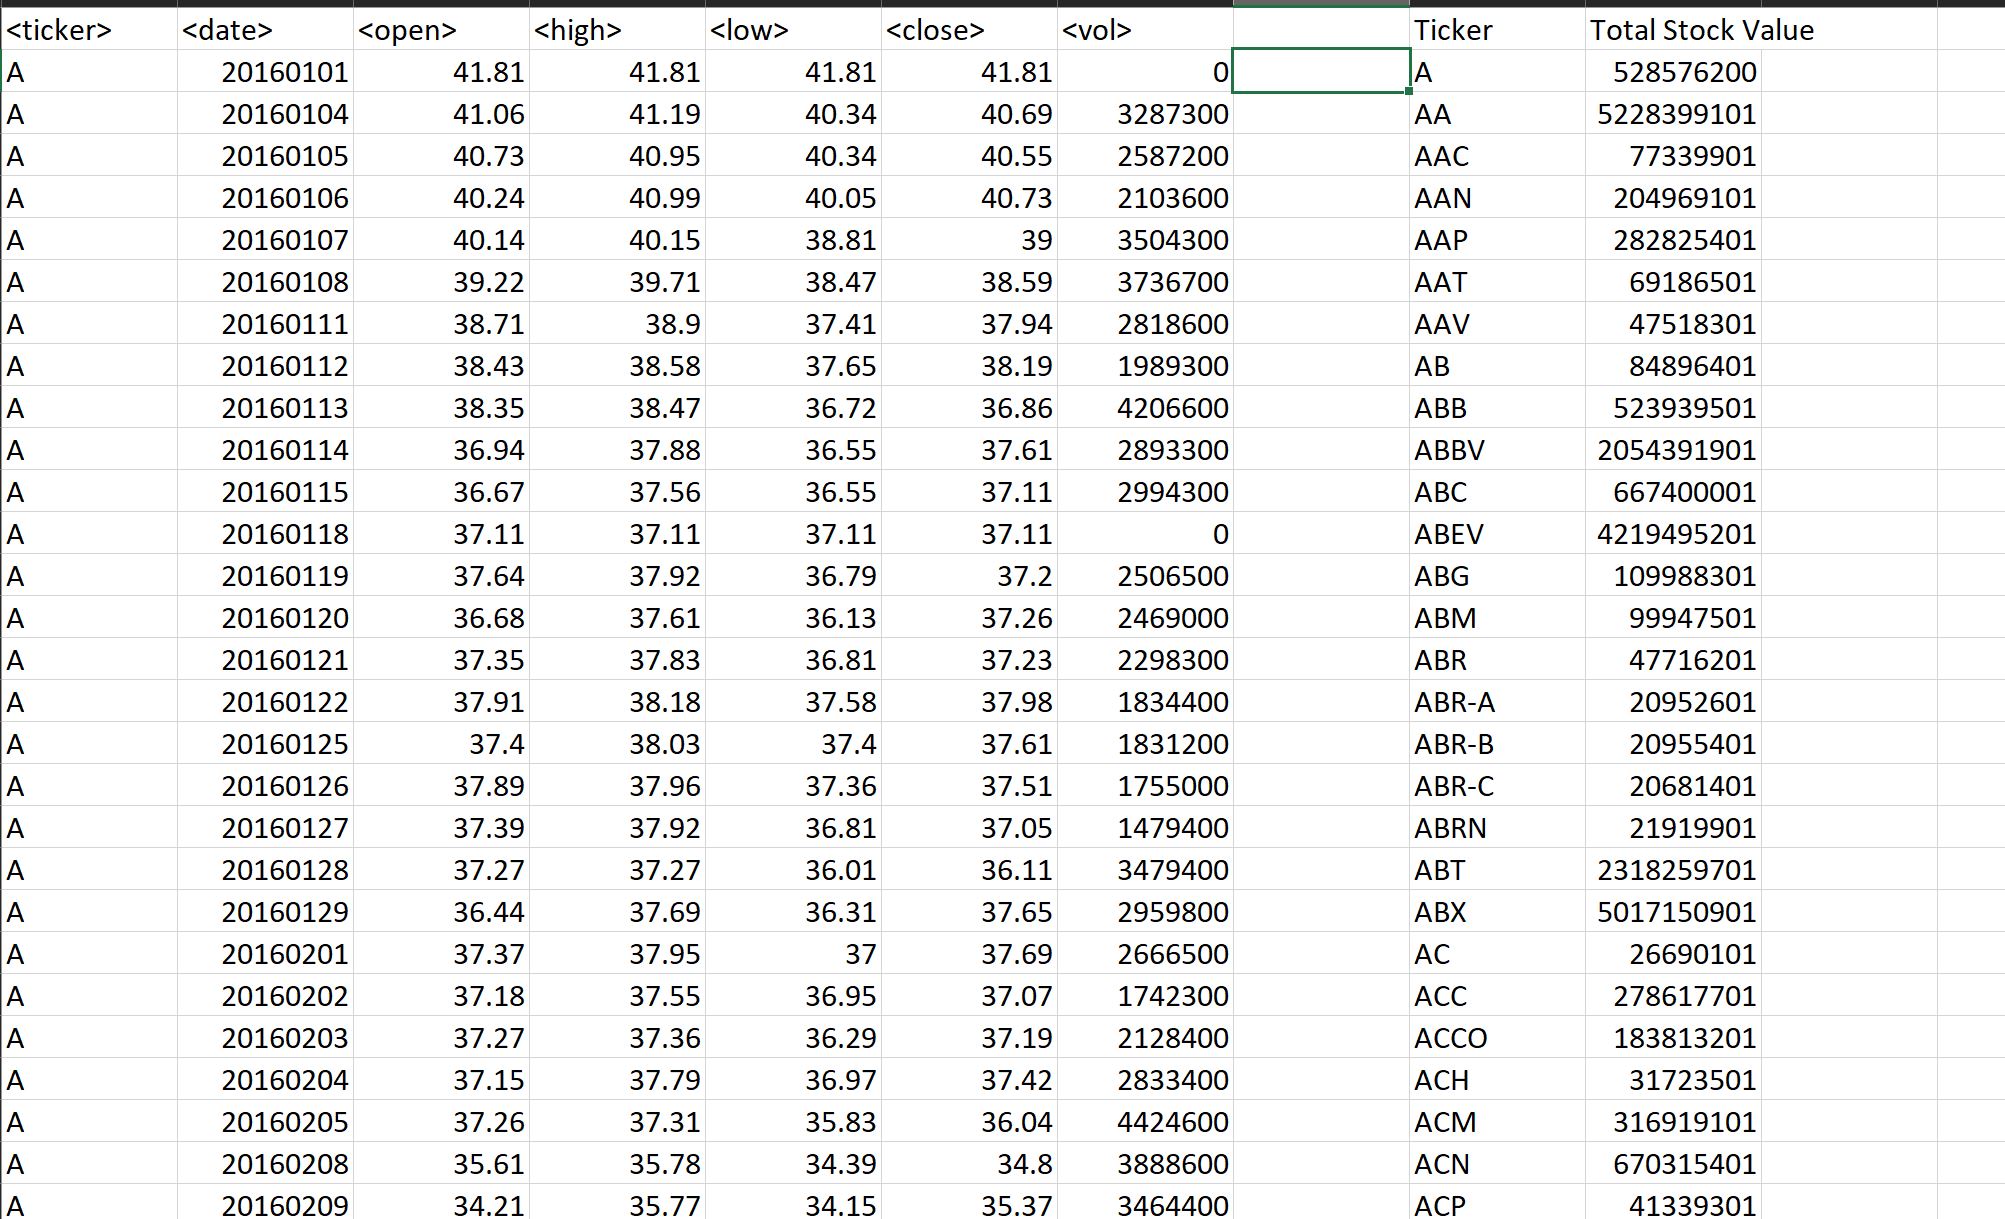 <ticker> <date> <open> <high> <low> <close> <vol> Ticker Total Stock Value
A 20160101 41.81 41.81 41.81 41.81 0 A 528576200
A 20160104 41.06 41.19 40.34 40.69 3287300 AA 5228399101
A 20160105 40.73 40.95 40.34 40.55 2587200 AAC 77339901
A 20160106 40.24 40.99 40.05 40.73 2103600 AAN 204969101
A 20160107 40.14 40.15 38.81 39 3504300 AAP 282825401
A 20160108 39.22 39.71 38.47 38.59 3736700 AAT 69186501
A 20160111 38.71 38.9 37.41 37.94 2818600 AAV 47518301
A 20160112 38.43 38.58 37.65 38.19 1989300 AB 84896401
A 20160113 38.35 38.47 36.72 36.86 4206600 ABB 523939501
A 20160114 36.94 37.88 36.55 37.61 2893300 ABBV 2054391901
A 20160115 36.67 37.56 36.55 37.11 2994300 ABC 667400001
A 20160118 37.11 37.11 37.11 37.11 0 ABEV 4219495201
A 20160119 37.64 37.92 36.79 37.2 2506500 ABG 109988301
A 20160120 36.68 37.61 36.13 37.26 2469000 ABM 99947501
A 20160121 37.35 37.83 36.81 37.23 2298300 ABR 47716201
A 20160122 37.91 38.18 37.58 37.98 1834400 ABR-A 20952601
A 20160125 37.4 38.03 37.4 37.61 1831200 ABR-B 20955401
A 20160126 37.89 37.96 37.36 37.51 1755000 ABR-C 20681401
A 20160127 37.39 37.92 36.81 37.05 1479400 ABRN 21919901
A 20160128 37.27 37.27 36.01 36.11 3479400 ABT 2318259701
A 20160129 36.44 37.69 36.31 37.65 2959800 ABX 5017150901
A 20160201 37.37 37.95 37 37.69 2666500 AC 26690101
A 20160202 37.18 37.55 36.95 37.07 1742300 ACC 278617701
A 20160203 37.27 37.36 36.29 37.19 2128400 ACCO 183813201
A 20160204 37.15 37.79 36.97 37.42 2833400 ACH 31723501
A 20160205 37.26 37.31 35.83 36.04 4424600 ACM 316919101
A 20160208 35.61 35.78 34.39 34.8 3888600 ACN 670315401
A 20160209 34.21 35.77 34.15 35.37 3464400 ACP 41339301